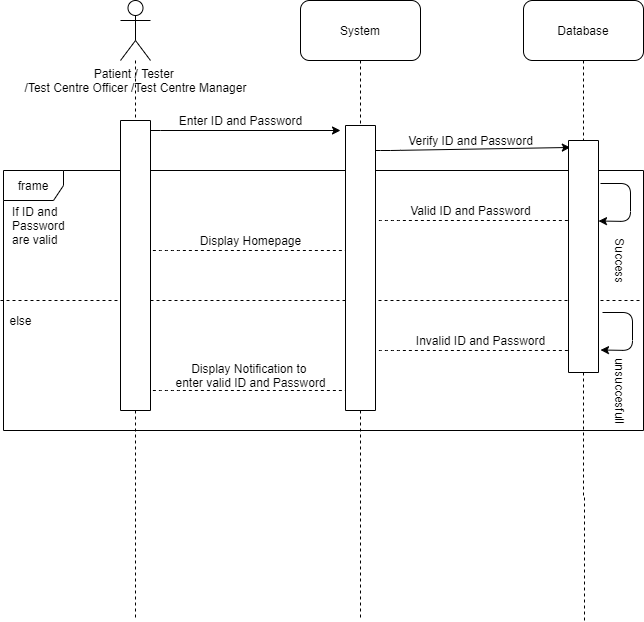 System
Database
Patient / Tester
/Test Centre Officer /Test Centre Manager
Enter ID and Password
Verify ID and Password
frame
If ID and
Password
are valid
Valid ID and Password
Success
Display Homepage
else
Invalid ID and Password
unsuccesfull
Display Notification to
enter valid ID and Password